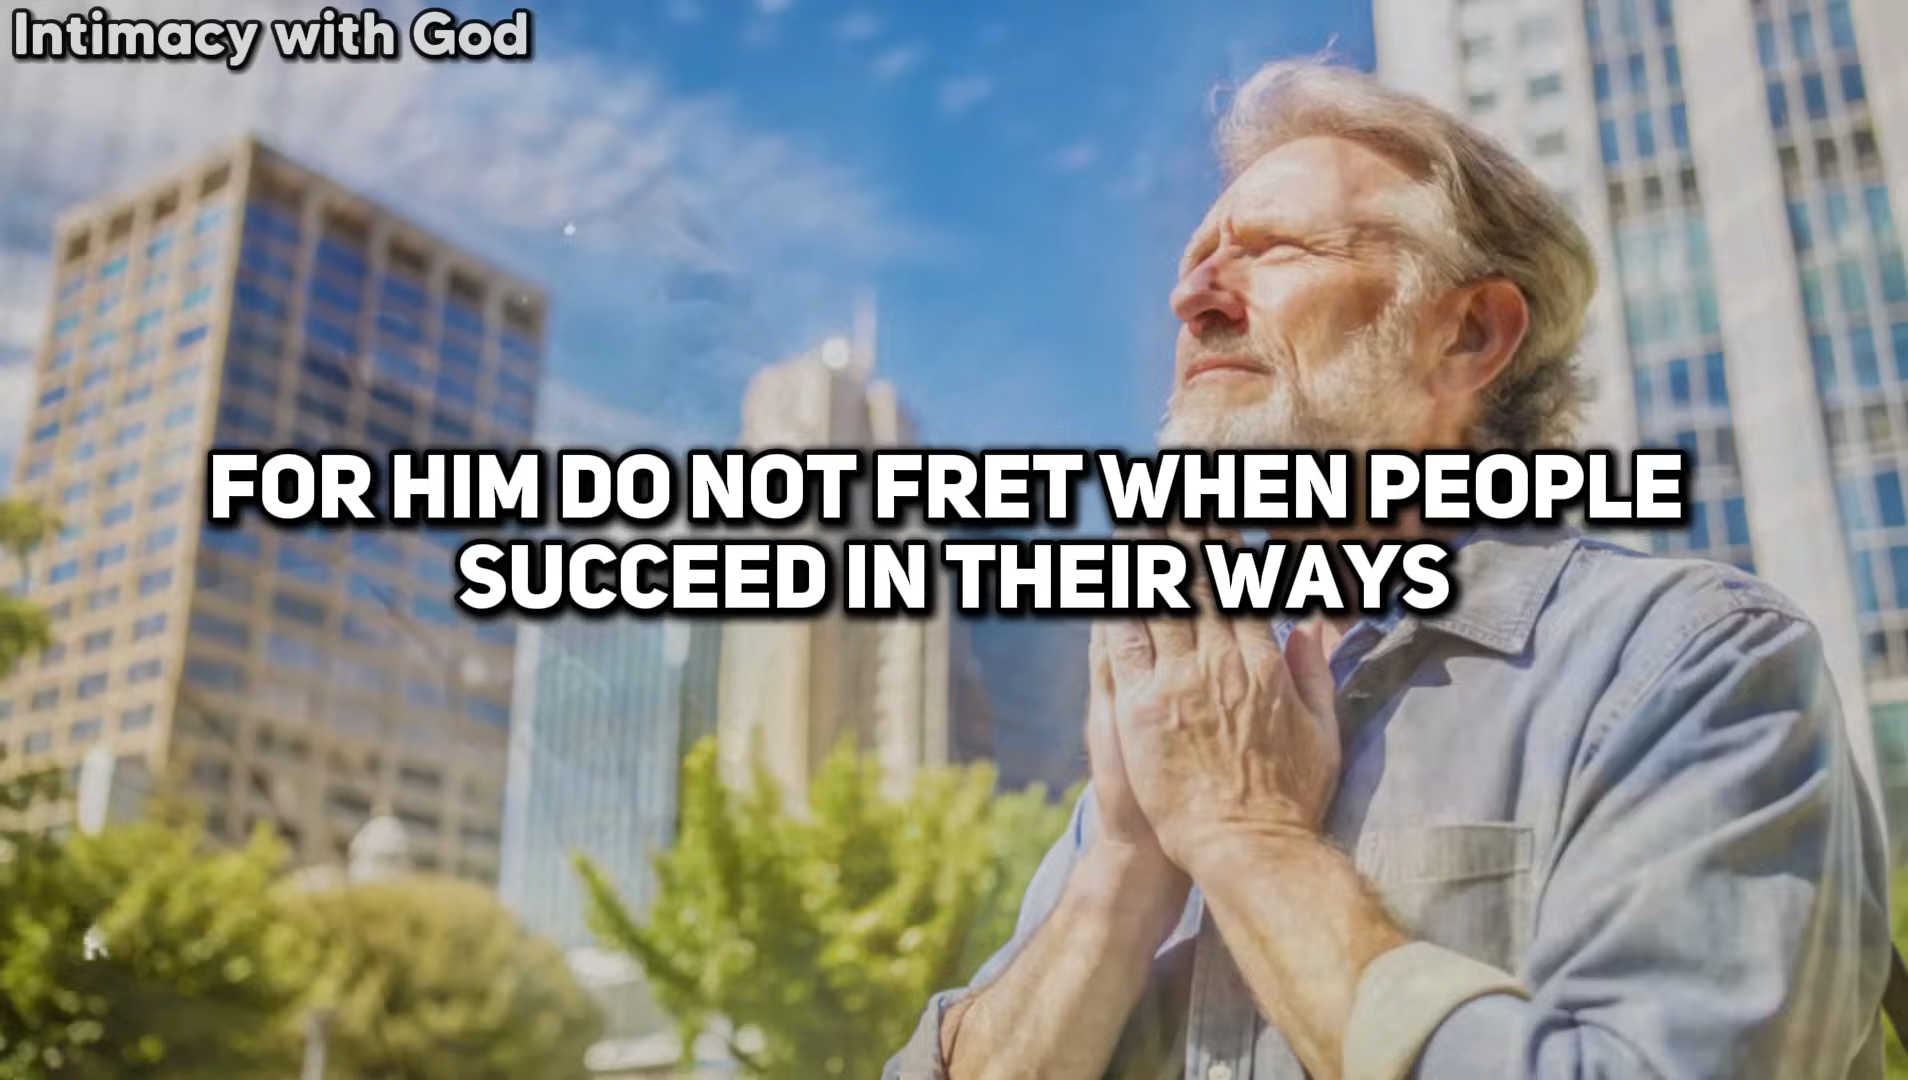 Intimacy with God
FOR HIM DO NOT FRET WHEN PEOPLE
SUCCEED IN THEIR WAYS